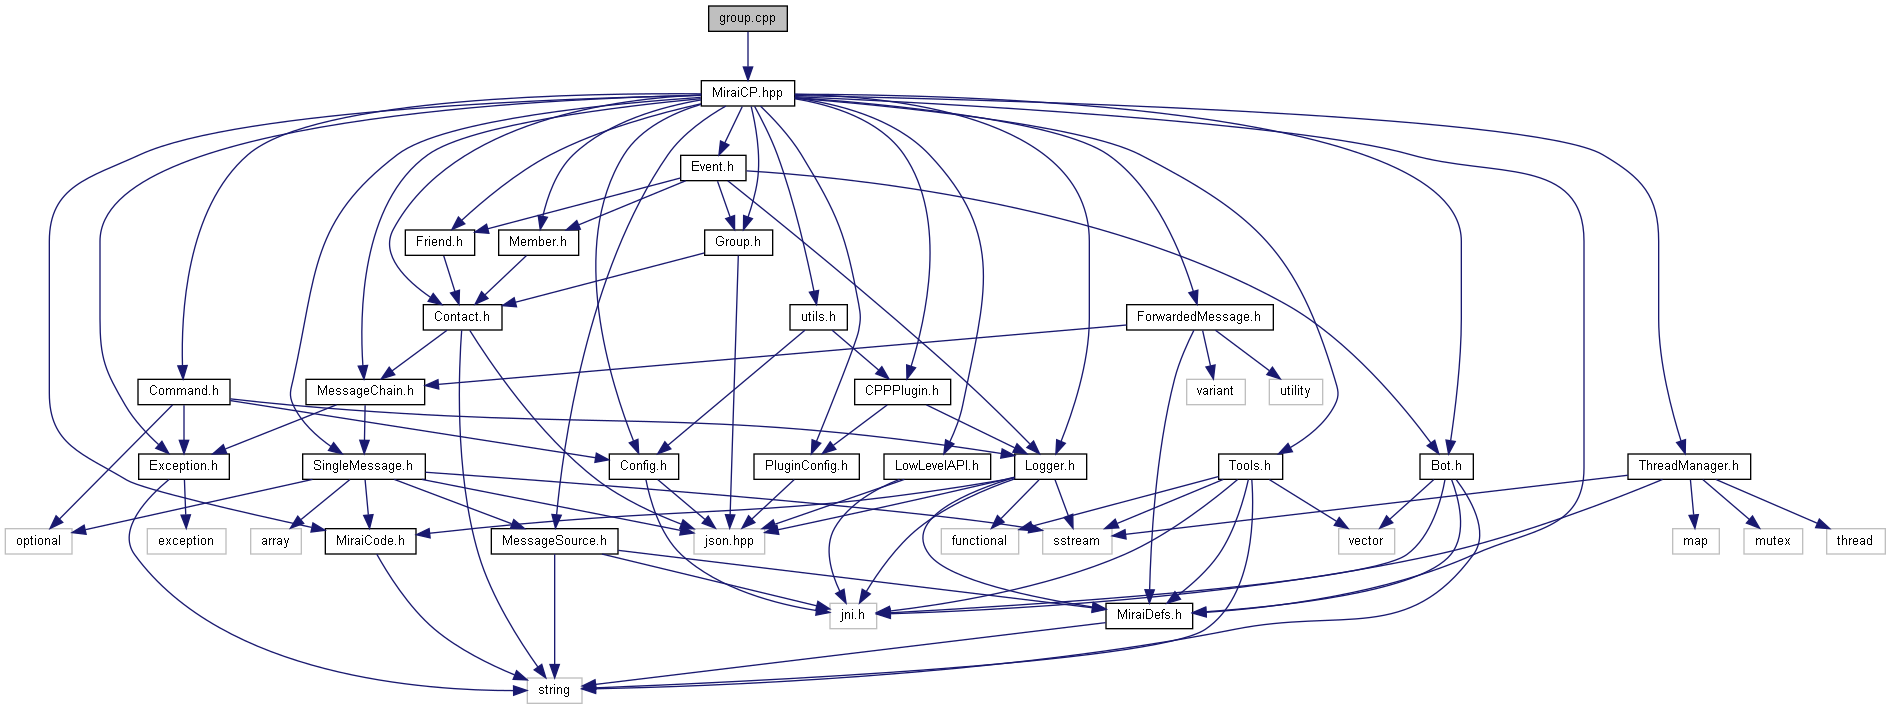 group.cpp
MiraiCP.hpp
Event.h
Friend.h
Member.h
Group.h
Contact.h
utils.h
ForwardedMessage.h
Command.h
MessageChain.h
CPPPlugin.h
variant
utility
Exception.h
SingleMessage.h
Config.h
PluginConfig.h
LowLevelAPI.h
Logger.h
Tools.h
Bot.h
ThreadManager.h
optional
exception
array
MiraiCode.h
MessageSource.h
json.hpp
functional
sstream
vector
map
mutex
thread
jni.h
MiraiDefs.h
string